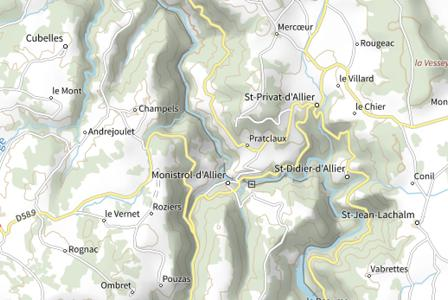 Mercœur
Cubelles
Rougeac
la Vessey
le Villard
le Mont
St-Privat-d'Allier
Mon
Champels
le Chier
Andrejoulet
Pratclaux
St-Didier-d'Allier
Monistrol-d'Allier
Conil
Roziers
D589
le Vernet
St-Jean-Lachalm
Rognac
Vabrettes
Pouzas
Ombret